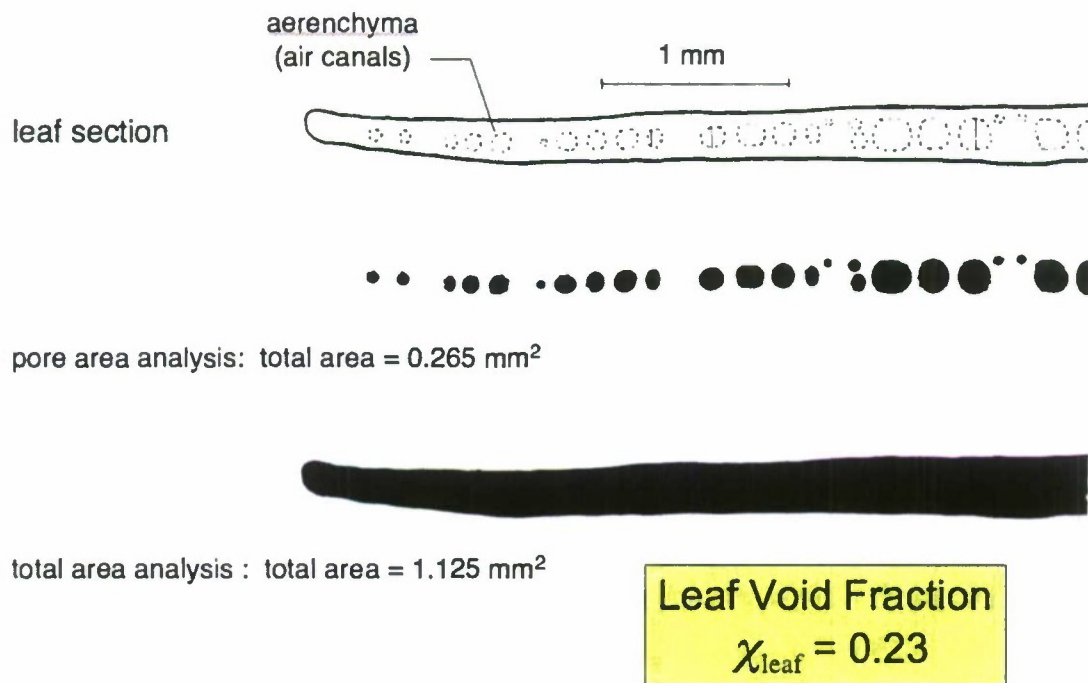 aerenchyma
(air canals)
1 mm
leaf section
pore area analysis: total area = 0.265 mm²
total area analysis : total area = 1.125 mm²
Leaf Void Fraction
χleaf = 0.23